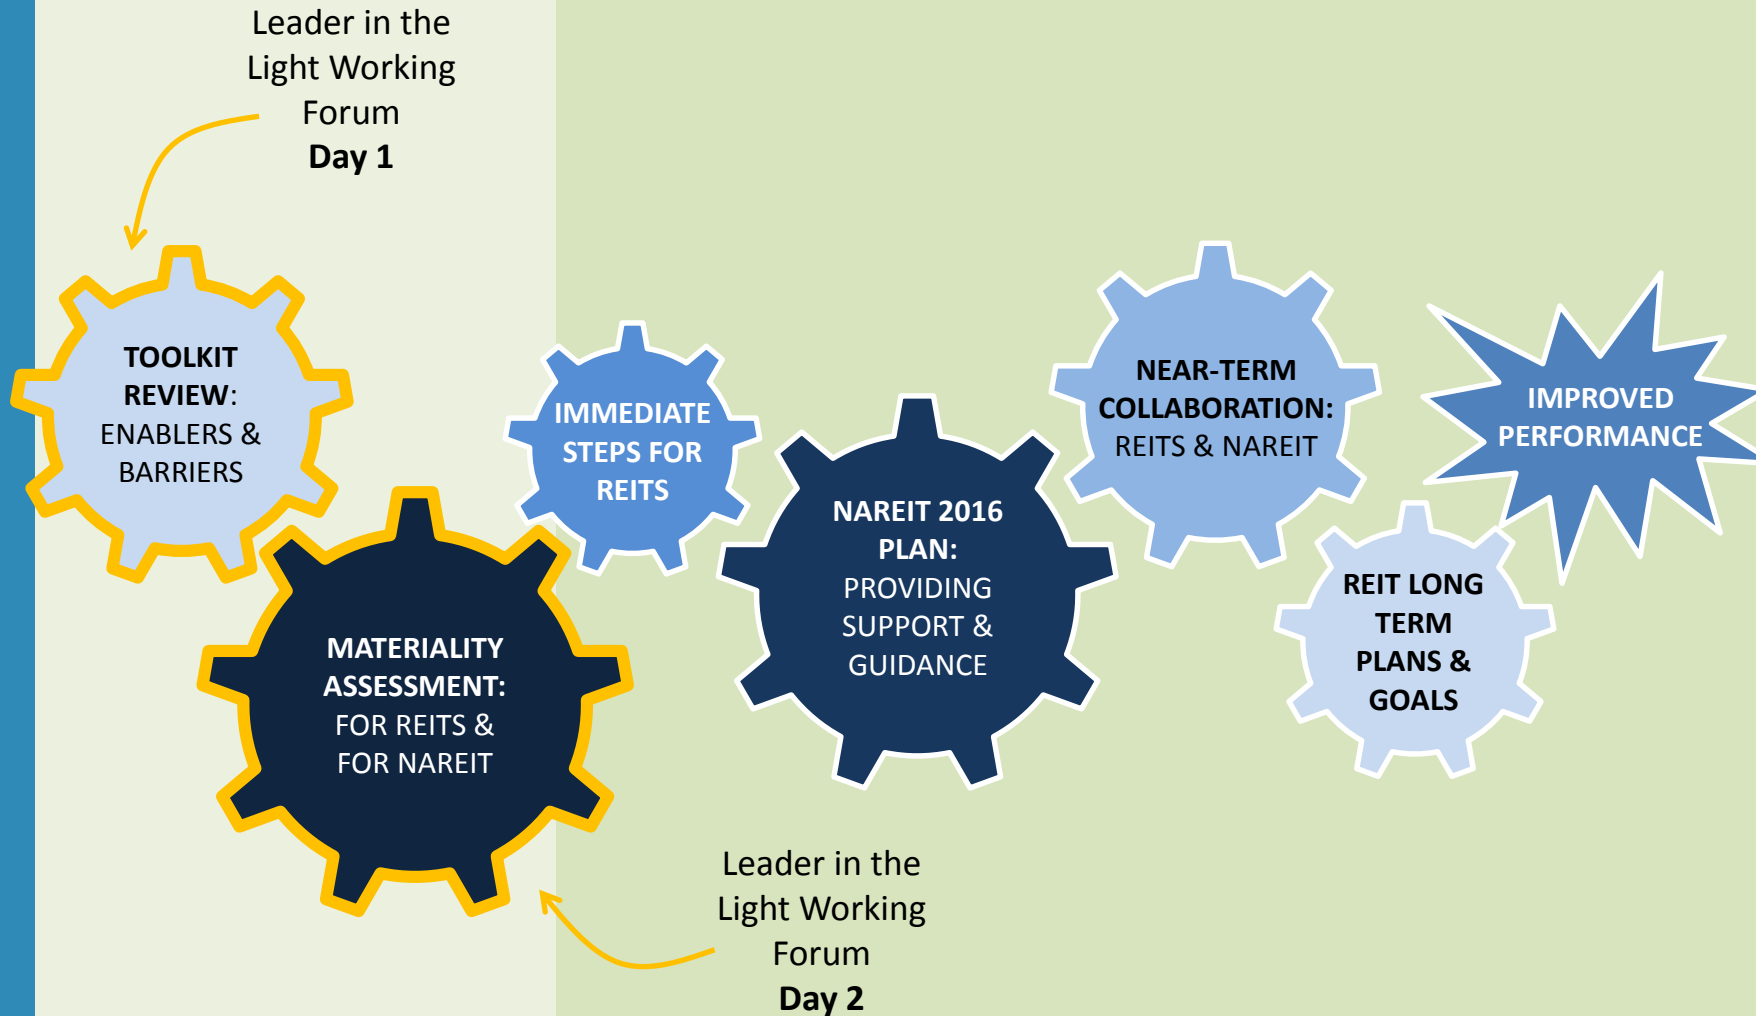 Leader in the
Light Working
Forum
Day 1
TOOLKIT
REVIEW:
ENABLERS &
BARRIERS
MATERIALITY
ASSESSMENT:
FOR REITS &
FOR NAREIT
IMMEDIATE
STEPS FOR
REITS
NAREIT 2016
PLAN:
PROVIDING
SUPPORT &
GUIDANCE
NEAR-TERM
COLLABORATION:
REITS & NAREIT
REIT LONG
TERM
PLANS &
GOALS
IMPROVED
PERFORMANCE
Leader in the
Light Working
Forum
Day 2